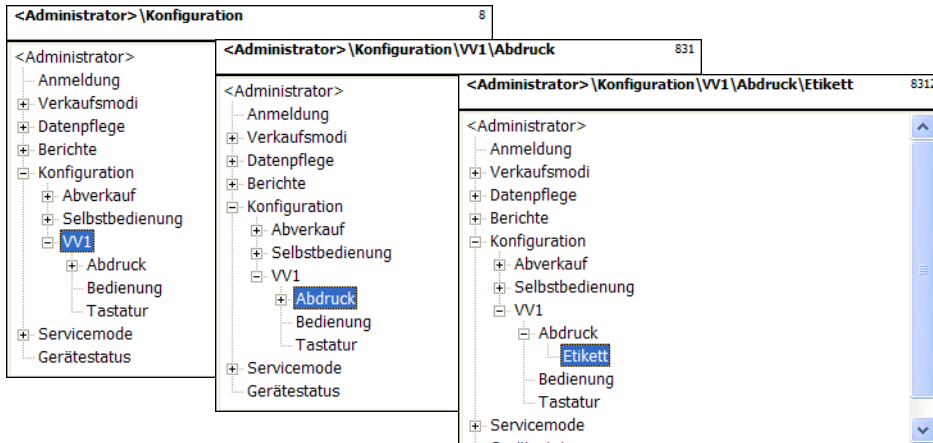 <Administrator>\Konfiguration 8
<Administrator>
Anmeldung
Verkaufsmodi
Datenpflege
Berichte
Konfiguration
Abverkauf
Selbstbedienung
VV1
Abdruck
Bedienung
Tastatur
Servicemode
Gerätestatus
<Administrator>\Konfiguration\VV1\Abdruck 831
<Administrator>
Anmeldung
Verkaufsmodi
Datenpflege
Berichte
Konfiguration
Abverkauf
Selbstbedienung
VV1
Abdruck
Bedienung
Tastatur
Servicemode
Gerätestatus
<Administrator>\Konfiguration\VV1\Abdruck\Etikett 8312
<Administrator>
Anmeldung
Verkaufsmodi
Datenpflege
Berichte
Konfiguration
Abverkauf
Selbstbedienung
VV1
Abdruck
Etikett
Bedienung
Tastatur
Servicemode